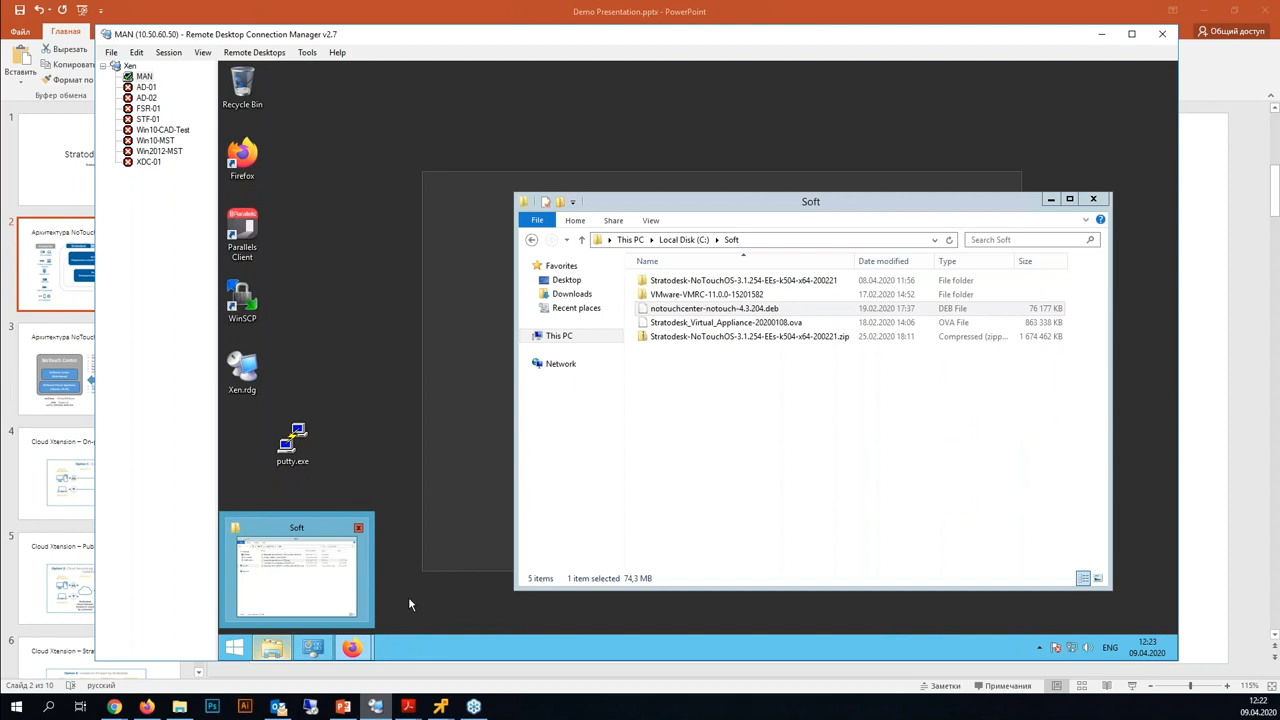 Demo Presentation.pptx - PowerPoint
Файл
Главная
Общий доступ
Вставить
Вырезать
Копировать
Формат по
Буфер обмена
MAN (10.50.60.50) - Remote Desktop Connection Manager v2.7
File Edit Session View Remote Desktops Tools Help
Xen
MAN
AD-01
AD-02
FSR-01
STF-01
Win10-CAD-Test
Win10-MST
Win2012-MST
XDC-01
Recycle Bin
Firefox
Parallels
Client
WinSCP
Xen.rdg
putty.exe
Soft
Soft
File Home Share View
This PC Local Disk (C:) Soft
Search Soft
Favorites
Desktop
Downloads
Recent places
This PC
Network
Name Date modified Type Size
Stratodesk-NoTouchOS-3.1.254-EEs-k504-x64-200221 08.04.2020 11:56 File folder
VMware-VMRC-11.0.0-15201582 17.02.2020 14:52 File folder
notouchcenter-notouch-4.3.204.deb 19.02.2020 17:37 DEB File 76 177 KB
Stratodesk_Virtual_Appliance-20200108.ova 18.02.2020 14:06 OVA File 863 338 KB
Stratodesk-NoTouchOS-3.1.254-EEs-k504-x64-200221.zip 25.02.2020 18:11 Compressed (zipp... 1 674 462 KB
5 items 1 item selected 74,3 MB
ENG
12:23
09.04.2020
1
Strato
2
Архитектура NoTouc
3
Архитектура NoTouc
4
Cloud Xtension – On-p
5
Cloud Xtension – Pub
6
Cloud Xtension – Stra
Слайд 2 из 10
русский
Заметки
Примечания
115%
12:22
09.04.2020